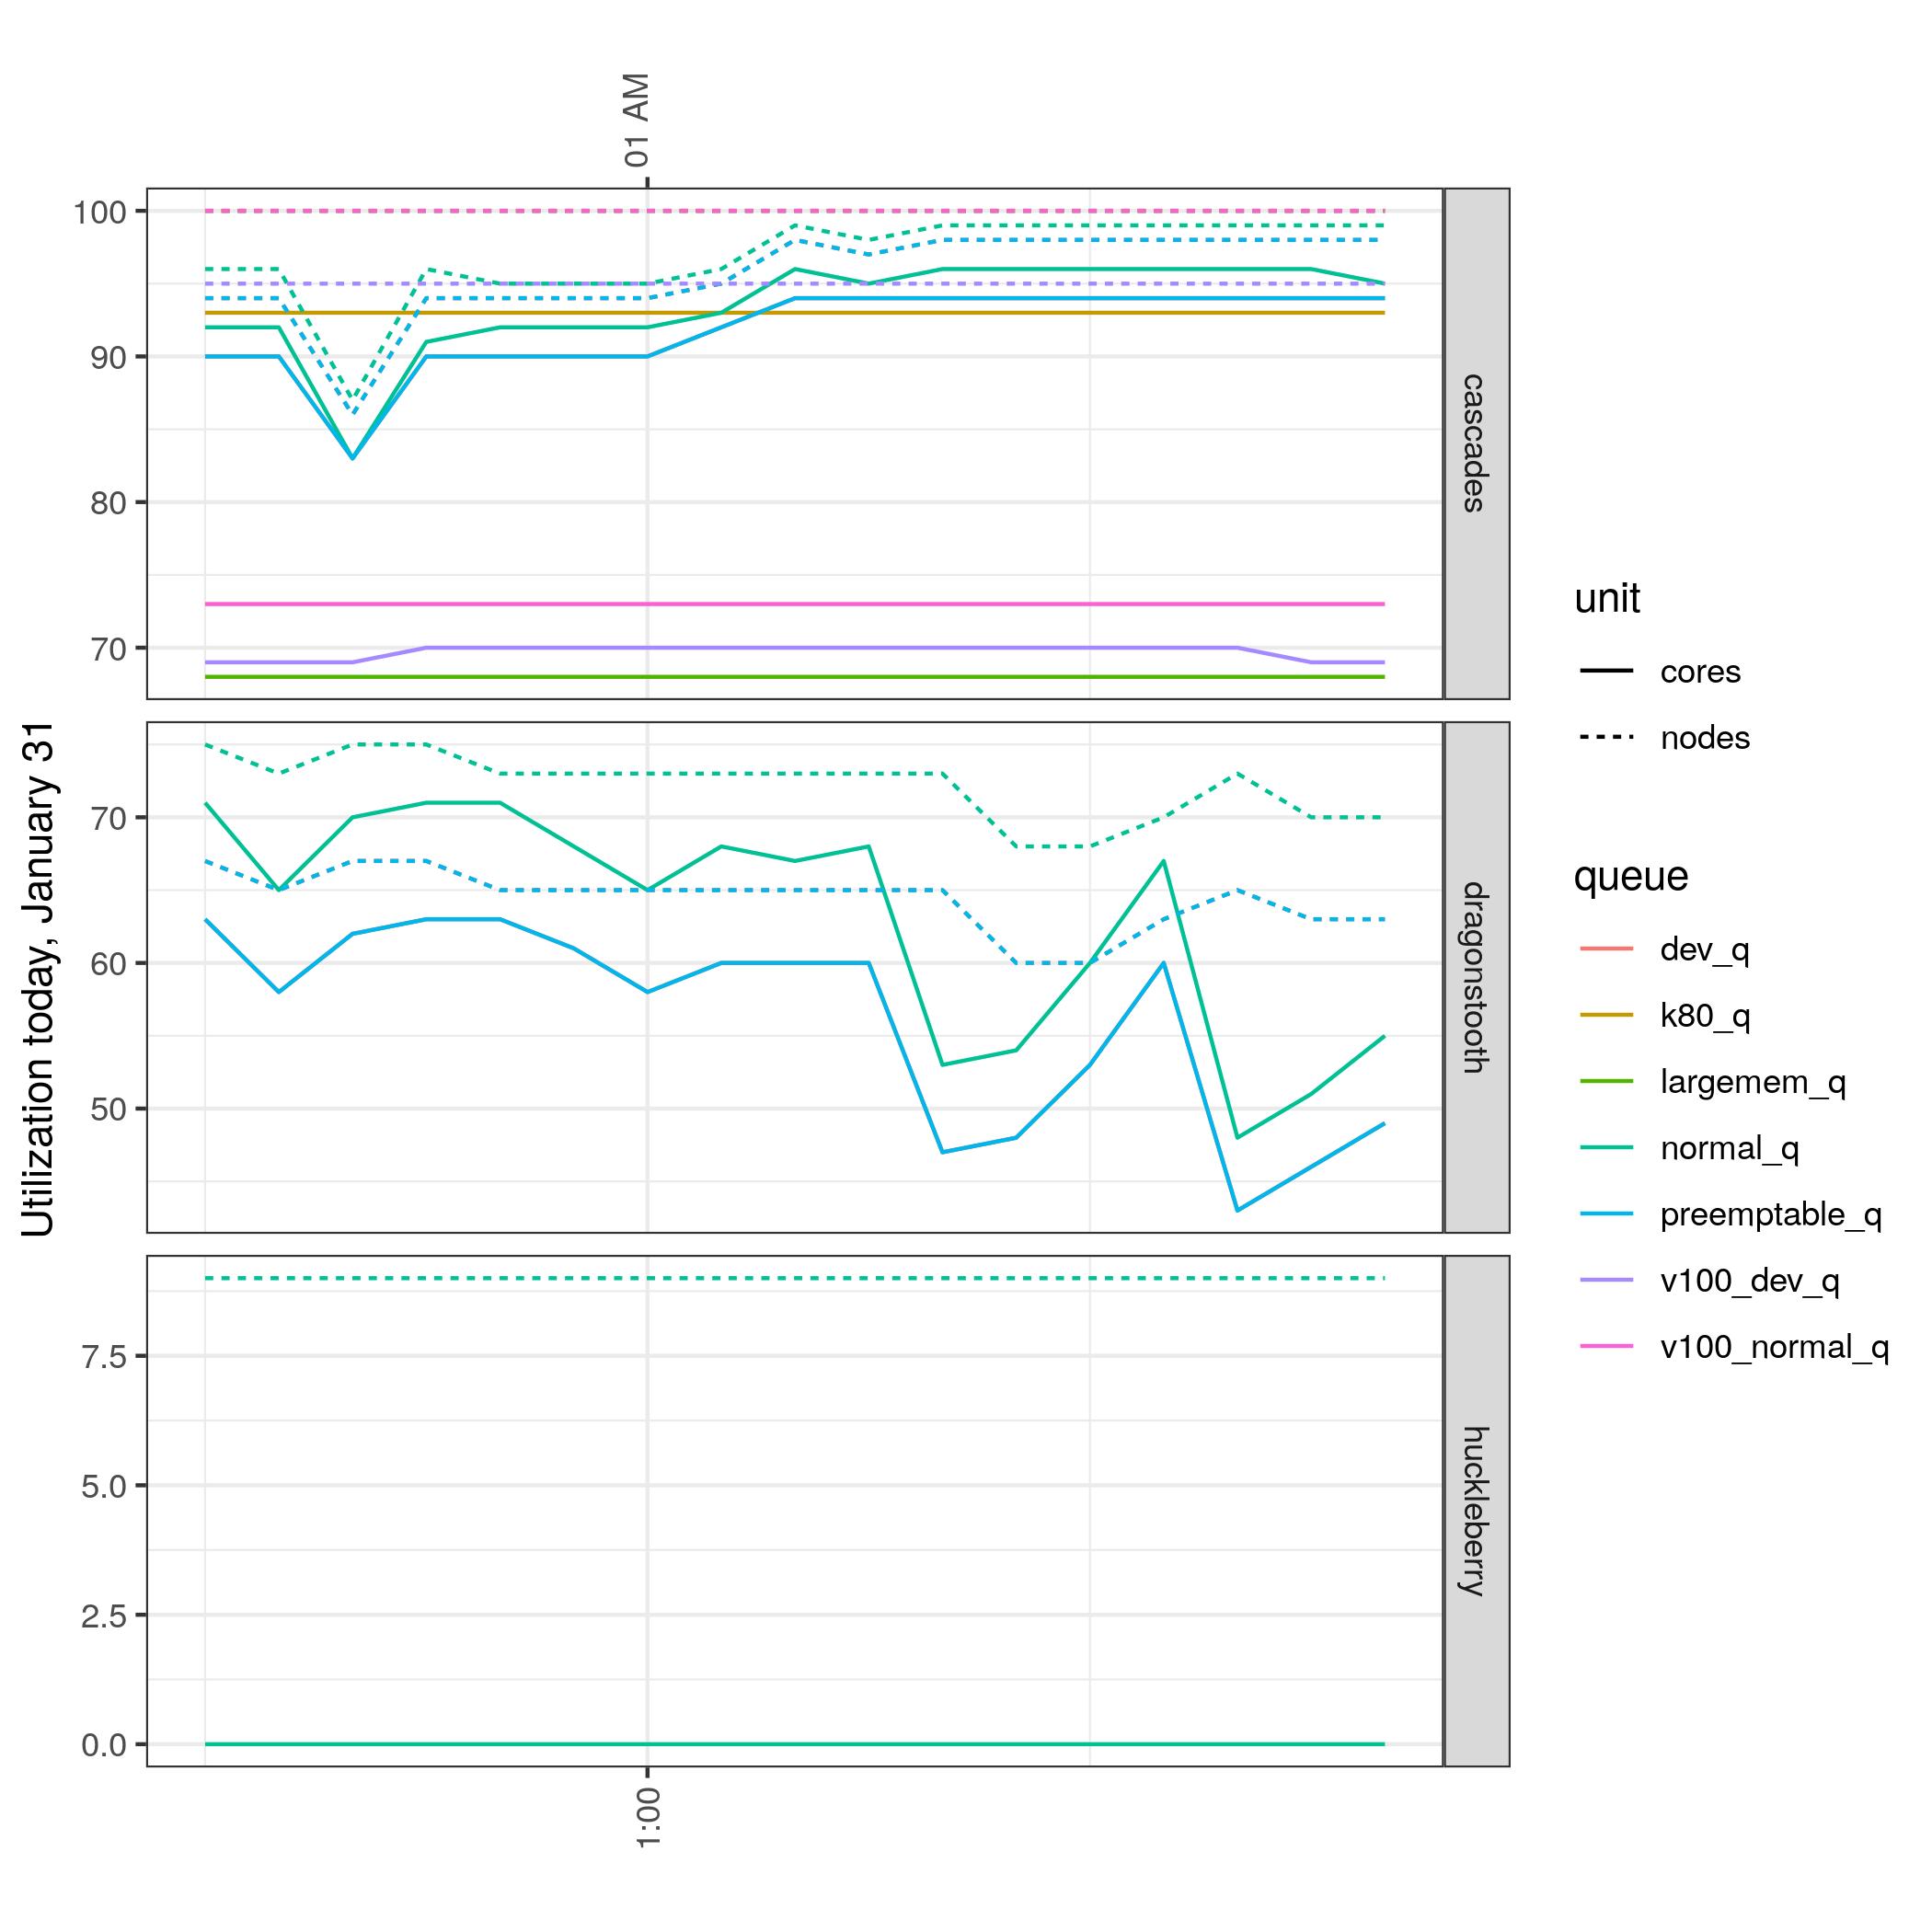 01 AM
Utilization today, January 31
100
90
80
70
cascades
70
60
50
dragonstooth
7.5
5.0
2.5
0.0
huckleberry
1:00
unit
cores
nodes
queue
dev_q
k80_q
largemem_q
normal_q
preemptable_q
v100_dev_q
v100_normal_q